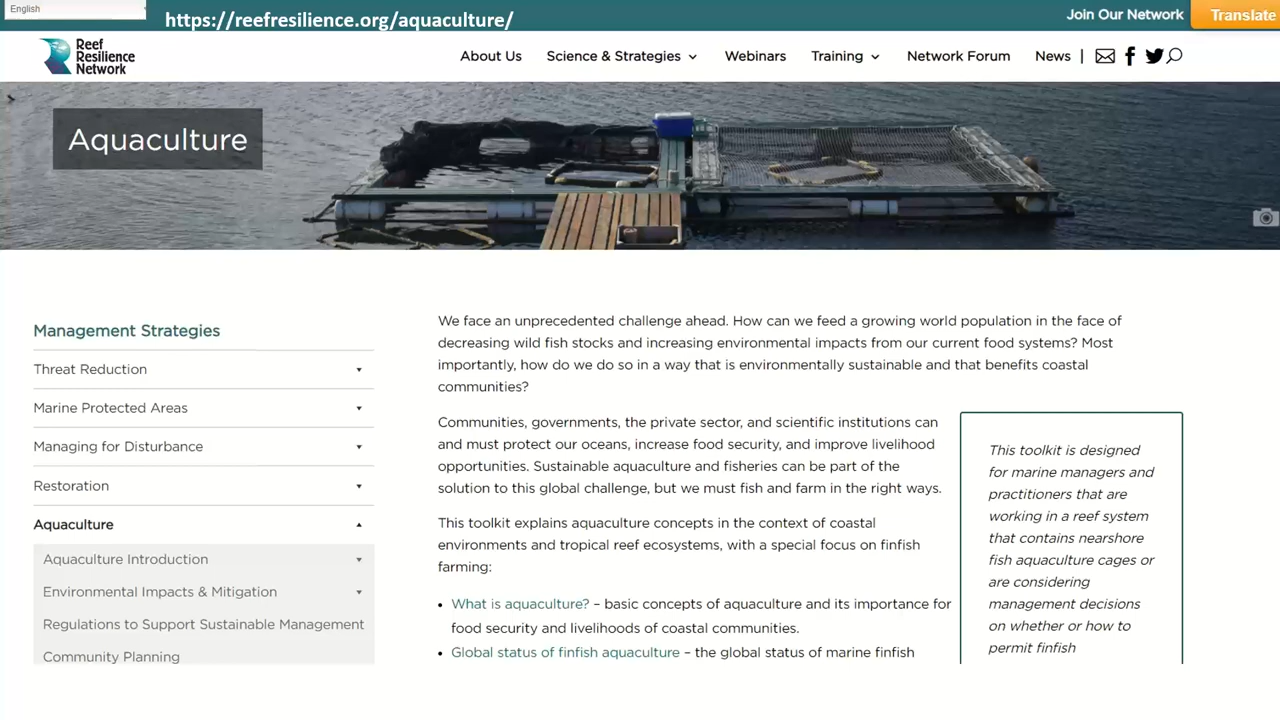 English
https://reefresilience.org/aquaculture/
Join Our Network
Translate
Reef
Resilience
Network
About Us
Science & Strategies
Webinars
Training
Network Forum
News |
Aquaculture
Management Strategies
Threat Reduction
Marine Protected Areas
Managing for Disturbance
Restoration
Aquaculture
Aquaculture Introduction
Environmental Impacts & Mitigation
Regulations to Support Sustainable Management
Community Planning
We face an unprecedented challenge ahead. How can we feed a growing world population in the face of
decreasing wild fish stocks and increasing environmental impacts from our current food systems? Most
importantly, how do we do so in a way that is environmentally sustainable and that benefits coastal
communities?
Communities, governments, the private sector, and scientific institutions can
and must protect our oceans, increase food security, and improve livelihood
opportunities. Sustainable aquaculture and fisheries can be part of the
solution to this global challenge, but we must fish and farm in the right ways.
This toolkit explains aquaculture concepts in the context of coastal
environments and tropical reef ecosystems, with a special focus on finfish
farming:
• What is aquaculture? – basic concepts of aquaculture and its importance for
food security and livelihoods of coastal communities.
• Global status of finfish aquaculture – the global status of marine finfish
This toolkit is designed
for marine managers and
practitioners that are
working in a reef system
that contains nearshore
fish aquaculture cages or
are considering
management decisions
on whether or how to
permit finfish